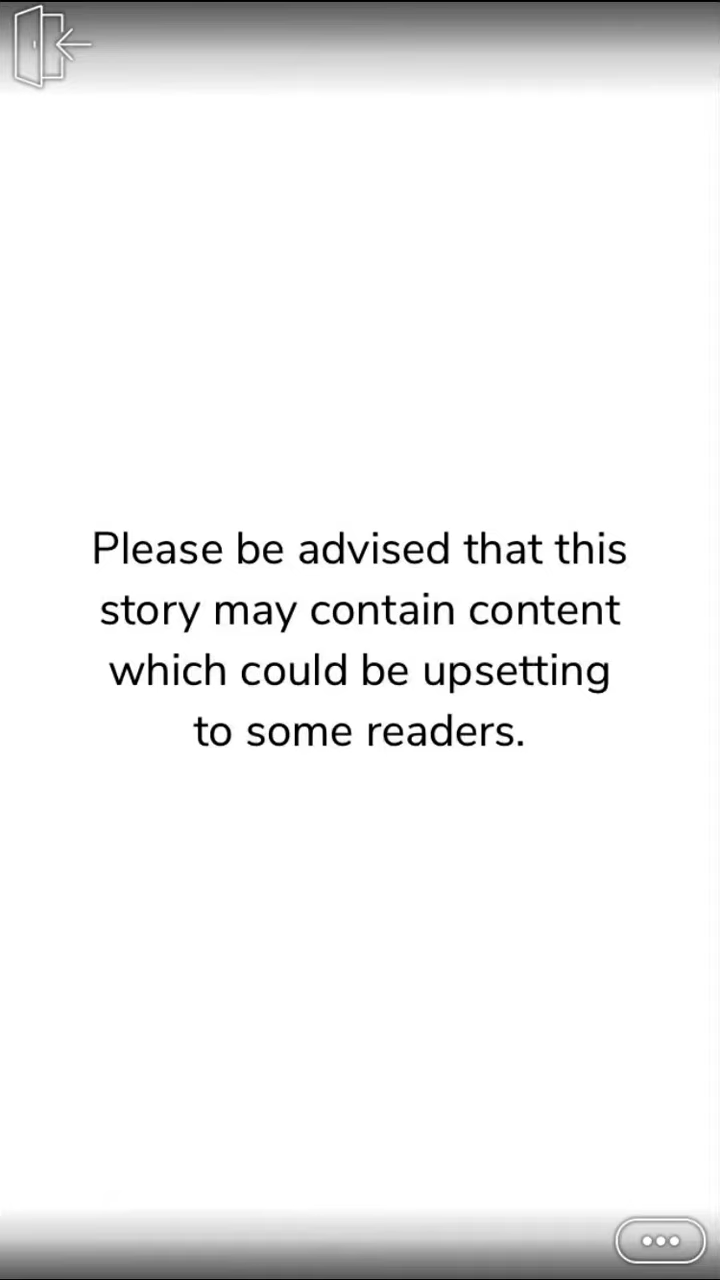 Please be advised that this
story may contain content
which could be upsetting
to some readers.